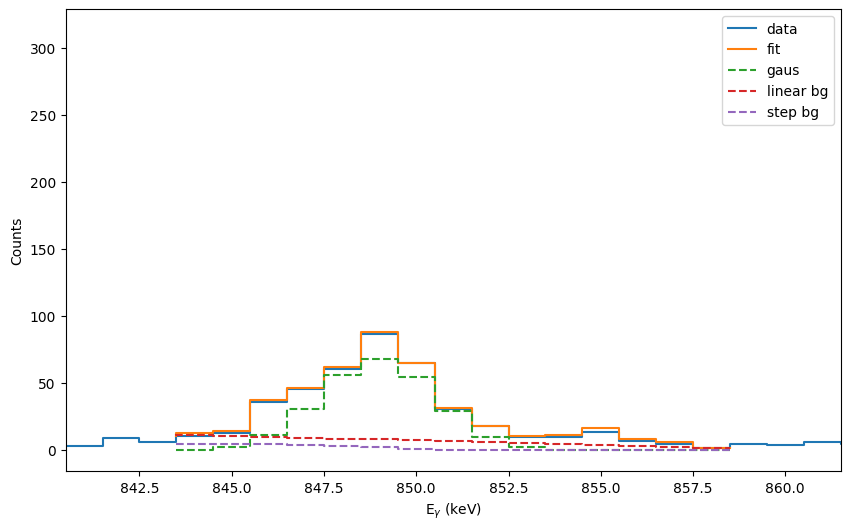 300
250
200
150
100
50
0
Counts
842.5 845.0 847.5 850.0 852.5 855.0 857.5 860.0
Eγ (keV)
data
fit
gaus
linear bg
step bg